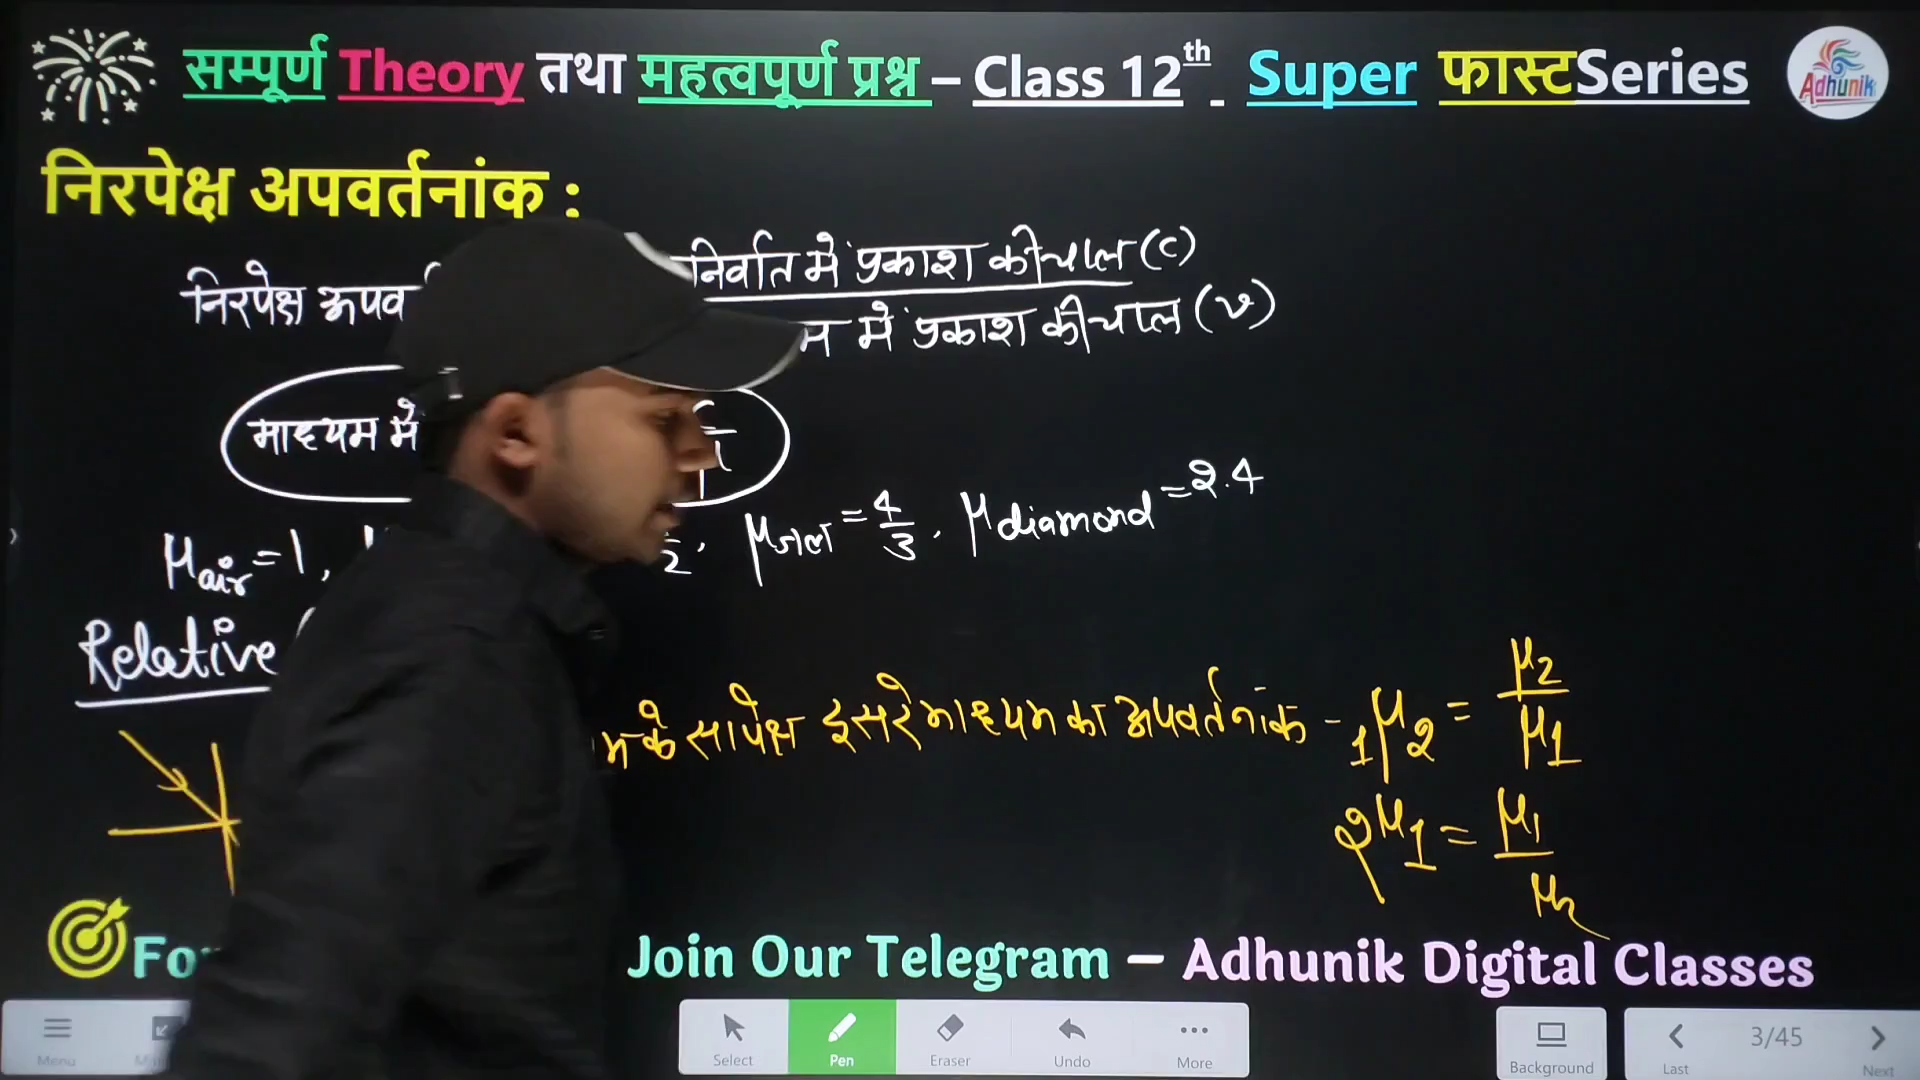 सम्पूर्ण Theory तथा महत्वपूर्ण प्रश्न – Class 12th - Super फास्टSeries
Adhunik
निरपेक्ष अपवर्तनांक :
निरपेक्ष अपव
निर्वात में प्रकाश की चाल (c)
में प्रकाश की चाल (v)
माध्यम में
μair = 1,
2, μजल = 4/3, μdiamond = 2.4
Relative
के सापेक्ष दूसरे माध्यम का अपवर्तनांक - 1μ2 = μ2/μ1
2μ1 = μ1/μ2
Join Our Telegram – Adhunik Digital Classes
Menu
Select Pen Eraser Undo More
Background
Last 3/45 Next